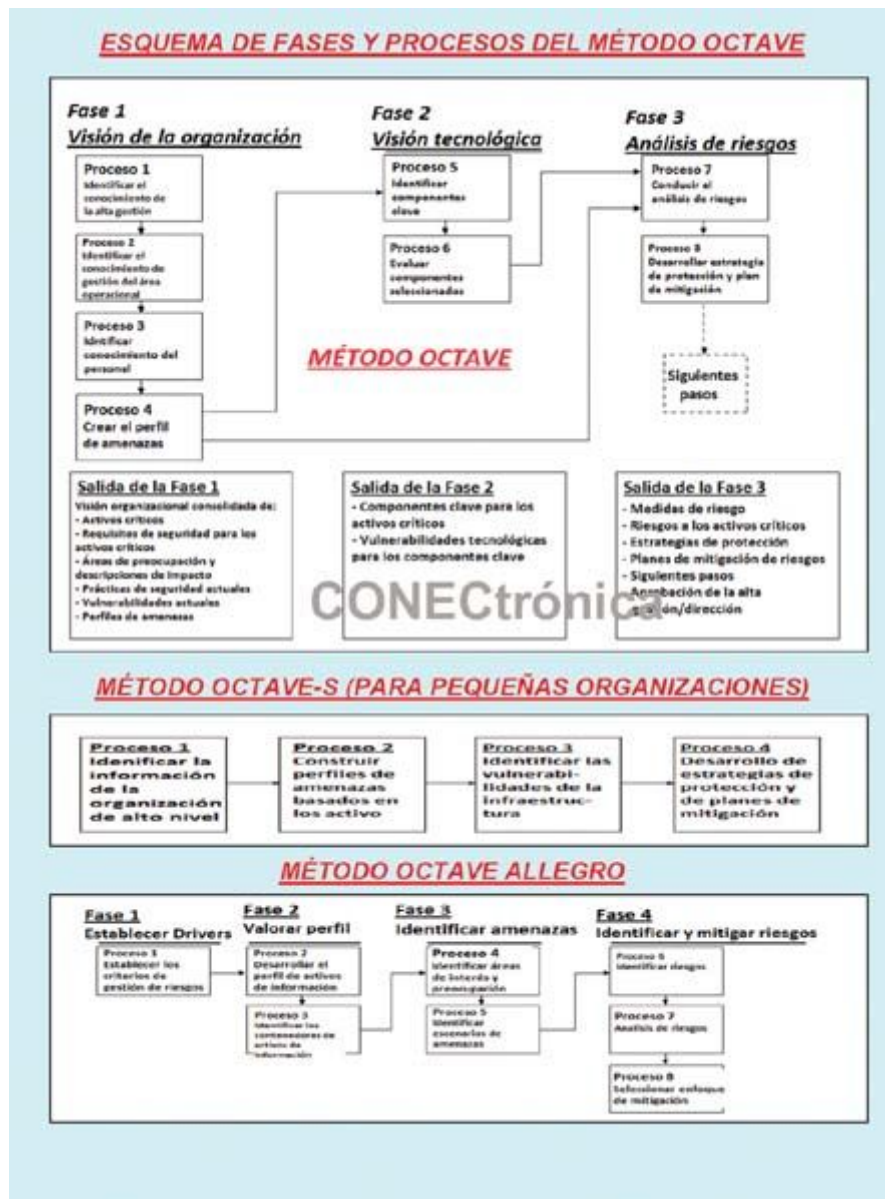 ESQUEMA DE FASES Y PROCESOS DEL MÉTODO OCTAVE
Fase 1
Visión de la organización
Proceso 1
Identificar el
conocimiento de
la alta gestión
Proceso 2
Identificar el
conocimiento de
gestión del área
operacional
Proceso 3
Idntificar
conocimiento del
personal
Proceso 4
Crear el perfil
de amenazas
Fase 2
Visión tecnológica
Proceso 5
Identificar
componentes
clave
Proceso 6
Evaluar
componentes
seleccionados
Fase 3
Análisis de riesgos
Proceso 7
Conducir el
análisis de riesgos
Proceso 8
Desarrollar estrategia
de protección y plan
de mitigación
Siguientes
pasos
MÉTODO OCTAVE
Salida de la Fase 1
Visión organizacional consolidada de:
- Activos críticos
- Requisitos de seguridad para los
activos críticos
- Áreas de preocupación y
descripciones de impacto
- Prácticas de seguridad actuales
- Vulnerabilidades actuales
- Perfiles de amenazas
Salida de la Fase 2
- Componentes clave para los
activos críticos
- Vulnerabilidades tecnológicas
para los componentes clave
Salida de la Fase 3
- Medidas de riesgo
- Riesgos a los activos críticos
- Estrategias de protección
- Planes de mitigación de riesgos
- Siguientes pasos
- Aprobación de la alta
gestión/dirección
CONECtrónica
MÉTODO OCTAVE-S (PARA PEQUEÑAS ORGANIZACIONES)
Proceso 1
Idenificar la
información
de la
organización
de alto nivel
Proceso 2
Construir
perfiles de
amenazas
basados en
los activo
Proceso 3
Identificar las
vulnerabi-
lidades de la
infraestruc-
tura
Proceso 4
Desarrollo de
estrategias de
protección y
de planes de
mitigación
MÉTODO OCTAVE ALLEGRO
Fase 1
Establecer Drivers
Proceso 1
Establecer los
criterios de
gestión de riesgos
Fase 2
Valorar perfil
Proceso 2
Desarrollar el
perfil de activos
de información
Proceso 3
Identificar los
contenedores de
activos de
información
Fase 3
Identificar amenazas
Proceso 4
Identificar áreas
de interés y
preocupación
Proceso 5
Identificar
escenarios de
amenazas
Fase 4
Identificar y mitigar riesgos
Proceso 6
Identificar riesgos
Proceso 7
Analisis de riesgos
Proceso 8
Seleccionar enfoque
de mitigación